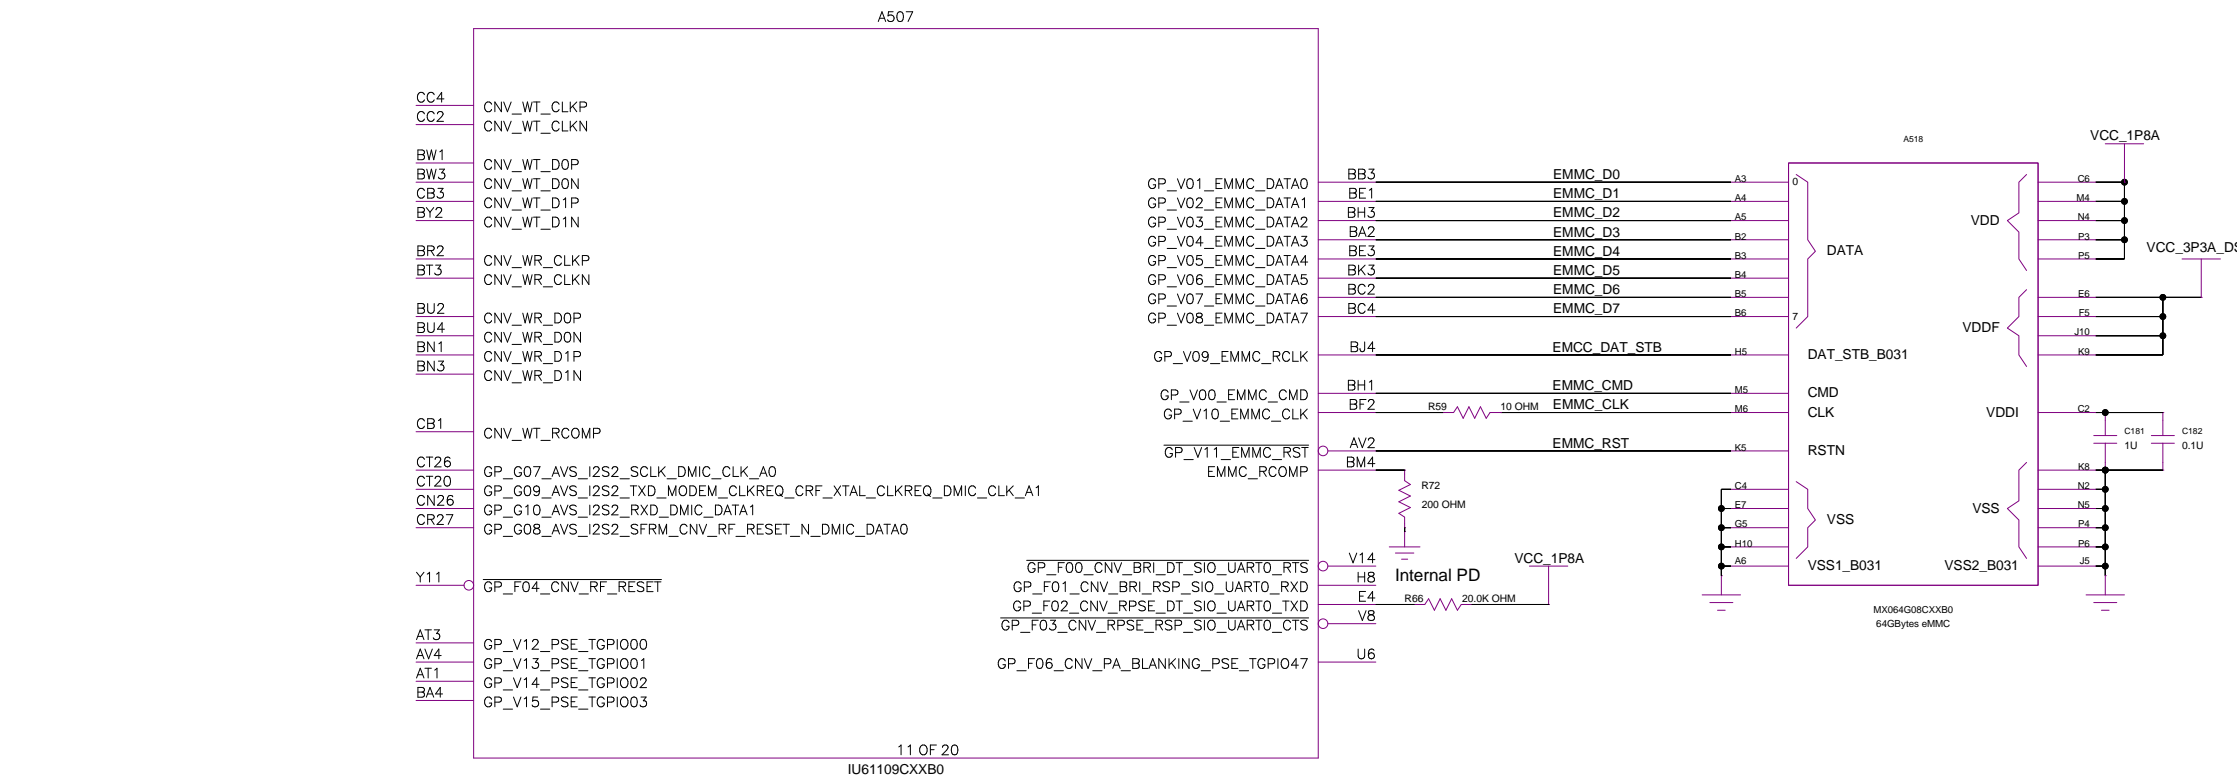 A507
CC4 CNV_WT_CLKP
CC2 CNV_WT_CLKN
BW1 CNV_WT_D0P
BW3 CNV_WT_D0N
CB3 CNV_WT_D1P
BY2 CNV_WT_D1N
BR2 CNV_WR_CLKP
BT3 CNV_WR_CLKN
BU2 CNV_WR_D0P
BU4 CNV_WR_D0N
BN1 CNV_WR_D1P
BN3 CNV_WR_D1N
CB1 CNV_WT_RCOMP
CT26 GP_G07_AVS_I2S2_SCLK_DMIC_CLK_A0
CT20 GP_G09_AVS_I2S2_TXD_MODEM_CLKREQ_CRF_XTAL_CLKREQ_DMIC_CLK_A1
CN26 GP_G10_AVS_I2S2_RXD_DMIC_DATA1
CR27 GP_G08_AVS_I2S2_SFRM_CNV_RF_RESET_N_DMIC_DATA0
Y11 GP_F04_CNV_RF_RESET
AT3 GP_V12_PSE_TGPIO00
AV4 GP_V13_PSE_TGPIO01
AT1 GP_V14_PSE_TGPIO02
BA4 GP_V15_PSE_TGPIO03
GP_V01_EMMC_DATA0 BB3 EMMC_D0 A3 0
GP_V02_EMMC_DATA1 BE1 EMMC_D1 A4
GP_V03_EMMC_DATA2 BH3 EMMC_D2 A5
GP_V04_EMMC_DATA3 BA2 EMMC_D3 B2
GP_V05_EMMC_DATA4 BE3 EMMC_D4 B3
GP_V06_EMMC_DATA5 BK3 EMMC_D5 B4
GP_V07_EMMC_DATA6 BC2 EMMC_D6 B5
GP_V08_EMMC_DATA7 BC4 EMMC_D7 B6 7
DATA
GP_V09_EMMC_RCLK BJ4 EMCC_DAT_STB H5 DAT_STB_B031
GP_V00_EMMC_CMD BH1 EMMC_CMD M5 CMD
GP_V10_EMMC_CLK BF2 R59 10 OHM EMMC_CLK M6 CLK
GP_V11_EMMC_RST AV2 EMMC_RST K5 RSTN
EMMC_RCOMP BM4
R72
200 OHM
GP_F00_CNV_BRI_DT_SIO_UART0_RTS V14
GP_F01_CNV_BRI_RSP_SIO_UART0_RXD H8
GP_F02_CNV_RPSE_DT_SIO_UART0_TXD E4
GP_F03_CNV_RPSE_RSP_SIO_UART0_CTS V8
GP_F06_CNV_PA_BLANKING_PSE_TGPIO47 U6
VCC_1P8A
Internal PD
R66 20.0K OHM
11 OF 20
IU61109CXXB0
A518
VCC_1P8A
C6
M4
VDD N4
P3
P5
VCC_3P3A_DS
E6
F5
VDDF J10
K9
VDDI C2
C181
1U
C182
0.1U
K8
N2
VSS N5
P4
P6
VSS2_B031 J5
C4
E7
G5 VSS
H10
A6 VSS1_B031
MX064G08CXXB0
64GBytes eMMC